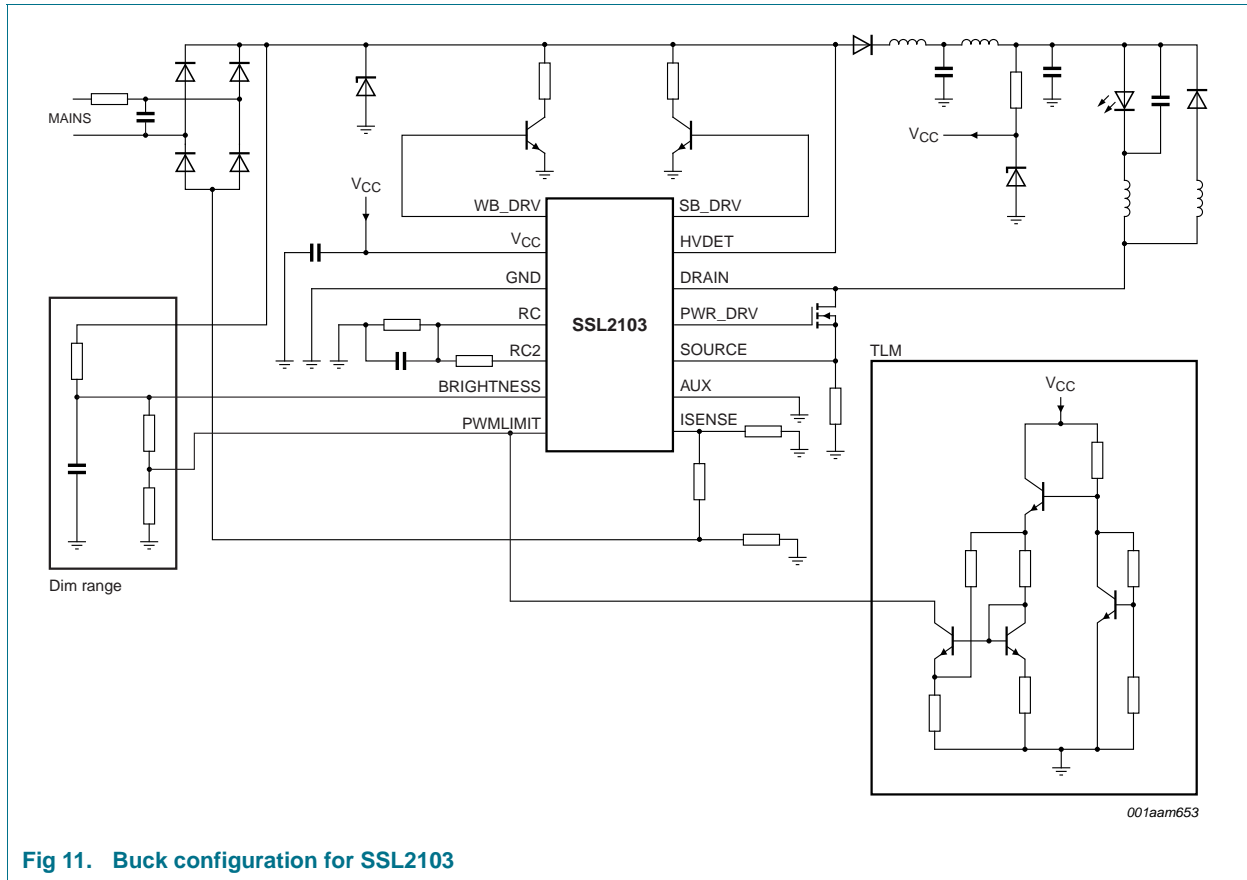 MAINS
VCC
WB_DRV
VCC
GND
RC
RC2
BRIGHTNESS
PWMLIMIT
SSL2103
SB_DRV
HVDET
DRAIN
PWR_DRV
SOURCE
AUX
ISENSE
VCC
Dim range
TLM
VCC
001aam653
Fig 11. Buck configuration for SSL2103